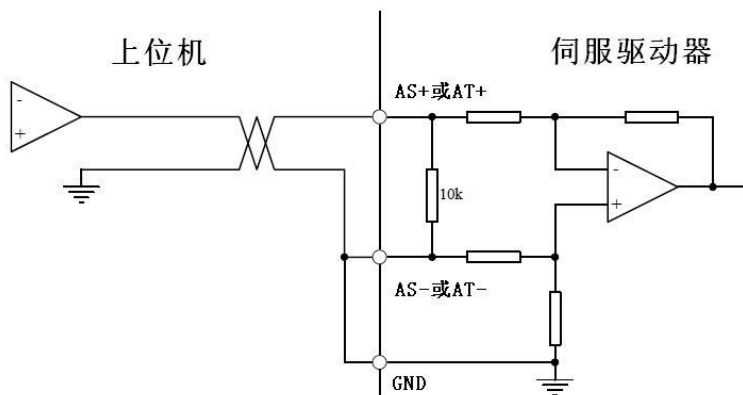 上位机
伺服驱动器
AS+或AT+
-
+
10k
-
+
AS-或AT-
GND